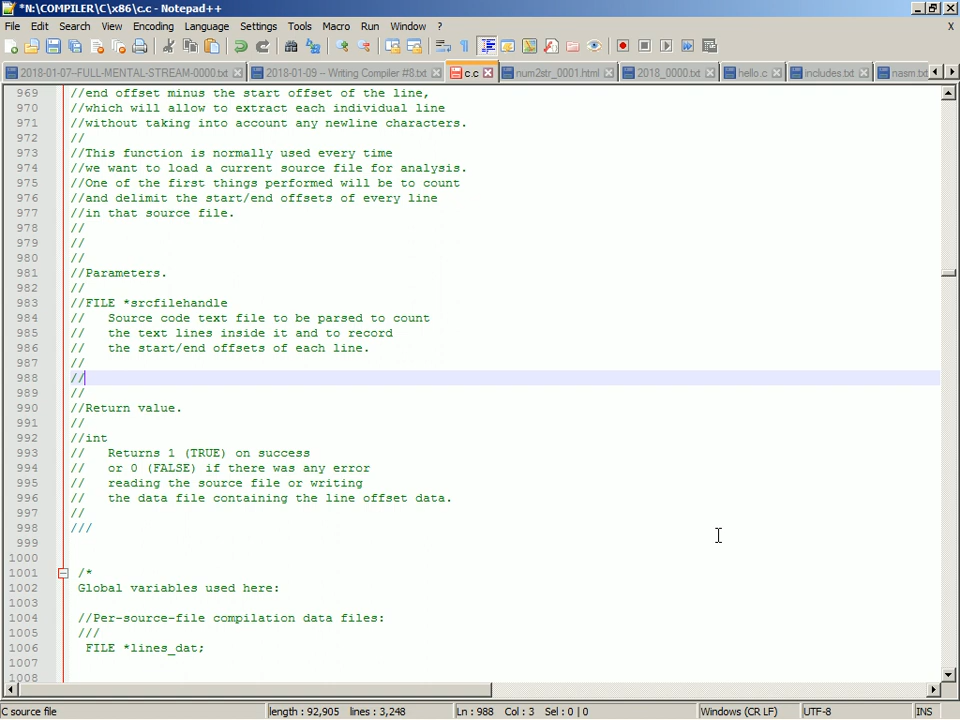 *N:\COMPILER\C\x86\c.c - Notepad++
File Edit Search View Encoding Language Settings Tools Macro Run Window ? X
2018-01-07--FULL-MENTAL-STREAM-0000.txt 2018-01-09 -- Writing Compiler #8.txt c.c num2str_0001.html 2018_0000.txt hello.c includes.txt nasm.txt
969 //end offset minus the start offset of the line,
970 //which will allow to extract each individual line
971 //without taking into account any newline characters.
972 //
973 //This function is normally used every time
974 //we want to load a current source file for analysis.
975 //One of the first things performed will be to count
976 //and delimit the start/end offsets of every line
977 //in that source file.
978 //
979 //
980 //
981 //Parameters.
982 //
983 //FILE *srcfilehandle
984 //   Source code text file to be parsed to count
985 //   the text lines inside it and to record
986 //   the start/end offsets of each line.
987 //
988 //
989 //
990 //Return value.
991 //
992 //int
993 //   Returns 1 (TRUE) on success
994 //   or 0 (FALSE) if there was any error
995 //   reading the source file or writing
996 //   the data file containing the line offset data.
997 //
998 ///
999
1000
1001 /*
1002 Global variables used here:
1003
1004 //Per-source-file compilation data files:
1005 ///
1006 FILE *lines_dat;
1007
1008
C source file length : 92,905 lines : 3,248 Ln : 988 Col : 3 Sel : 0 | 0 Windows (CR LF) UTF-8 INS